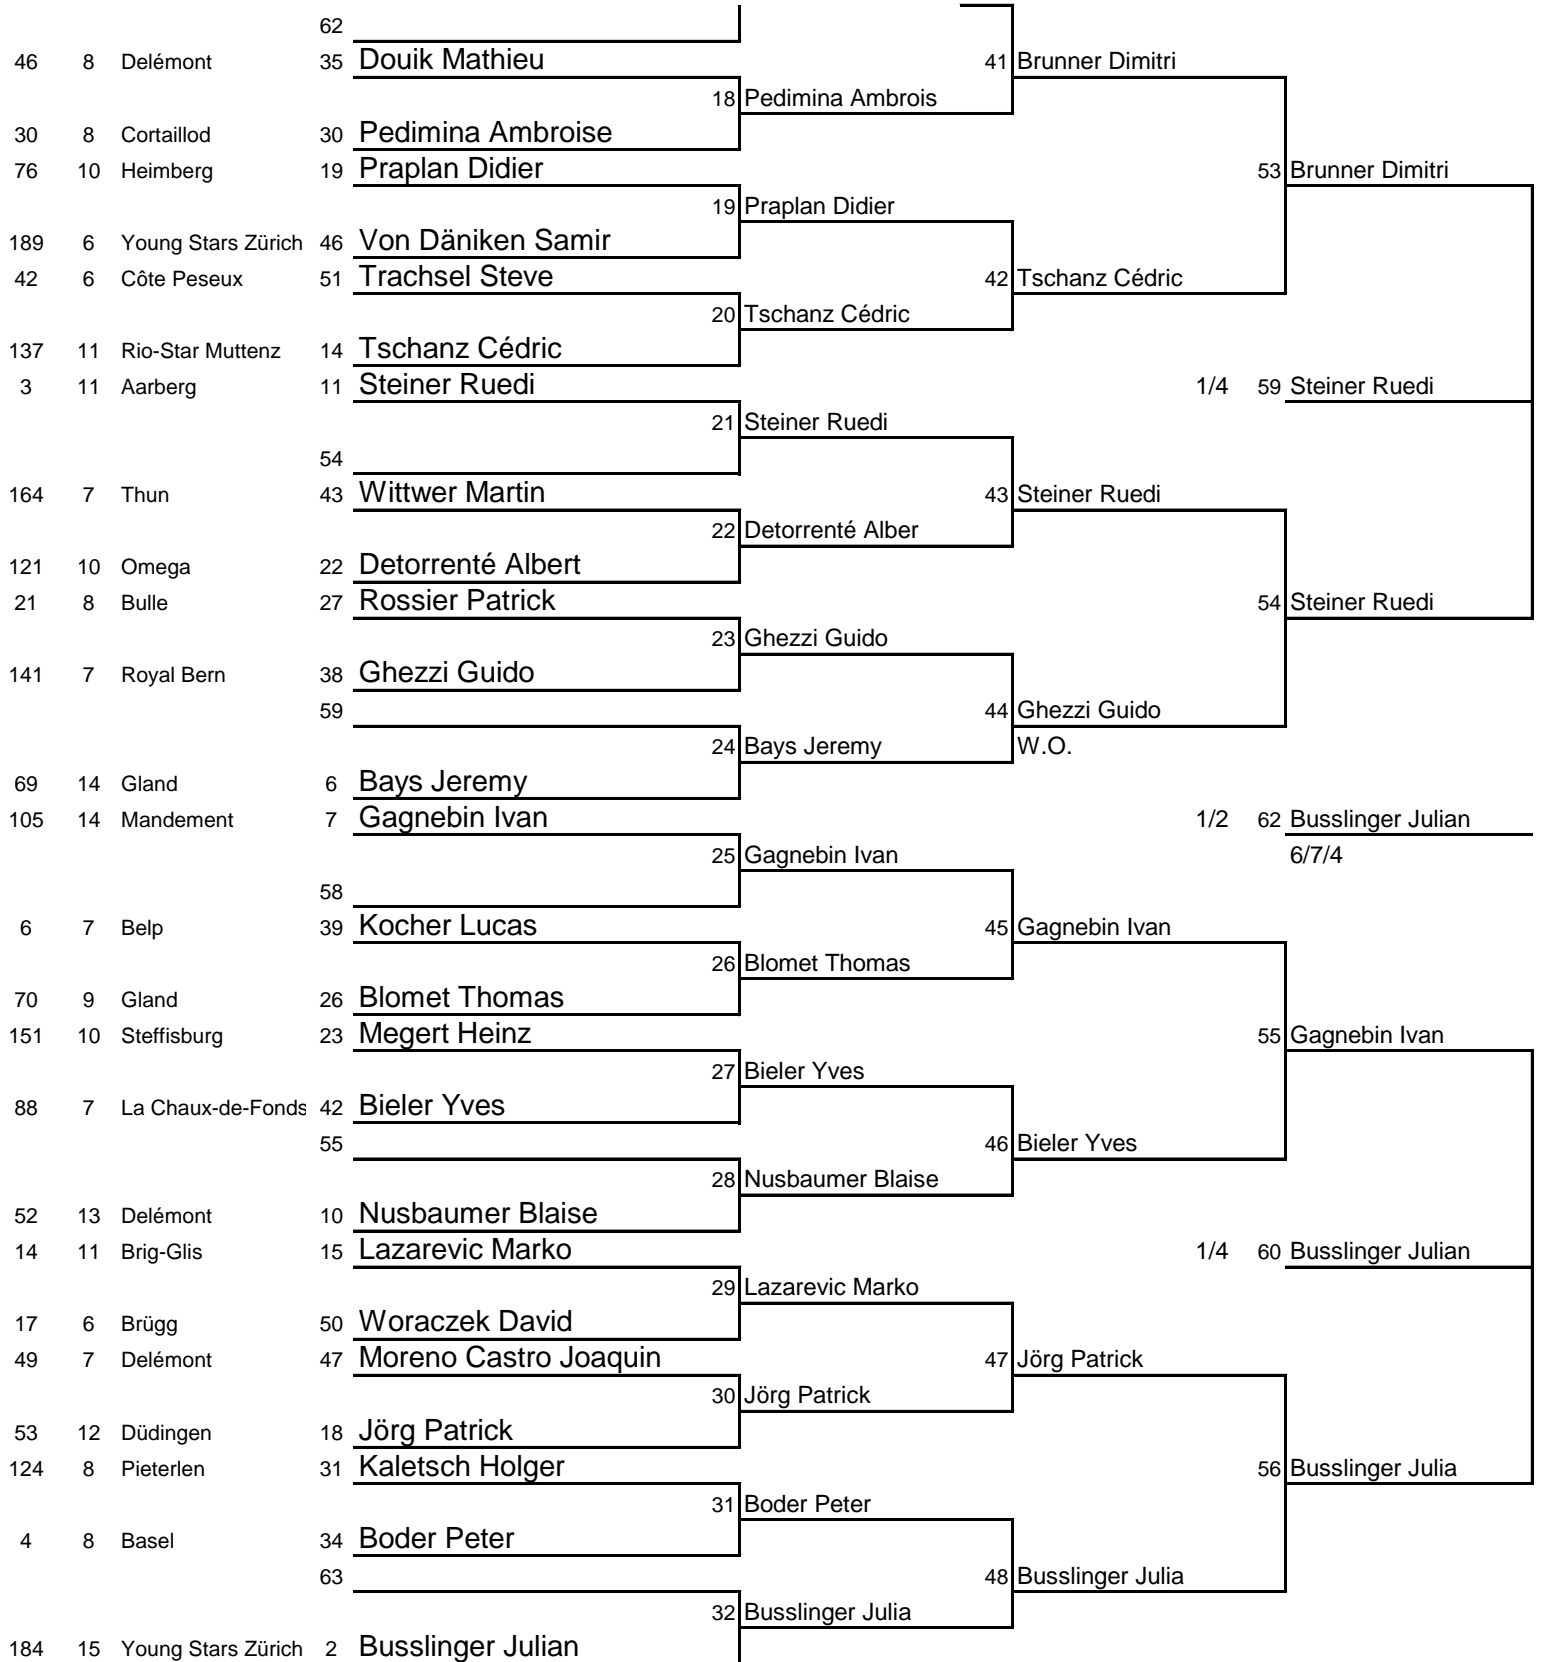 62
46 8 Delémont 35 Douik Mathieu 41 Brunner Dimitri
18 Pedimina Ambrois
30 8 Cortaillod 30 Pedimina Ambroise
76 10 Heimberg 19 Praplan Didier 53 Brunner Dimitri
19 Praplan Didier
189 6 Young Stars Zürich 46 Von Däniken Samir
42 6 Côte Peseux 51 Trachsel Steve 42 Tschanz Cédric
20 Tschanz Cédric
137 11 Rio-Star Muttenz 14 Tschanz Cédric
3 11 Aarberg 11 Steiner Ruedi 1/4 59 Steiner Ruedi
21 Steiner Ruedi
54
164 7 Thun 43 Wittwer Martin 43 Steiner Ruedi
22 Detorrenté Alber
121 10 Omega 22 Detorrenté Albert
21 8 Bulle 27 Rossier Patrick 54 Steiner Ruedi
23 Ghezzi Guido
141 7 Royal Bern 38 Ghezzi Guido
59 44 Ghezzi Guido
24 Bays Jeremy W.O.
69 14 Gland 6 Bays Jeremy
105 14 Mandement 7 Gagnebin Ivan 1/2 62 Busslinger Julian
25 Gagnebin Ivan 6/7/4
58
6 7 Belp 39 Kocher Lucas 45 Gagnebin Ivan
26 Blomet Thomas
70 9 Gland 26 Blomet Thomas
151 10 Steffisburg 23 Megert Heinz 55 Gagnebin Ivan
27 Bieler Yves
88 7 La Chaux-de-Fonds 42 Bieler Yves
55 46 Bieler Yves
28 Nusbaumer Blaise
52 13 Delémont 10 Nusbaumer Blaise
14 11 Brig-Glis 15 Lazarevic Marko 1/4 60 Busslinger Julian
29 Lazarevic Marko
17 6 Brügg 50 Woraczek David
49 7 Delémont 47 Moreno Castro Joaquin 47 Jörg Patrick
30 Jörg Patrick
53 12 Düdingen 18 Jörg Patrick
124 8 Pieterlen 31 Kaletsch Holger 56 Busslinger Julia
31 Boder Peter
4 8 Basel 34 Boder Peter
63 48 Busslinger Julia
32 Busslinger Julia
184 15 Young Stars Zürich 2 Busslinger Julian